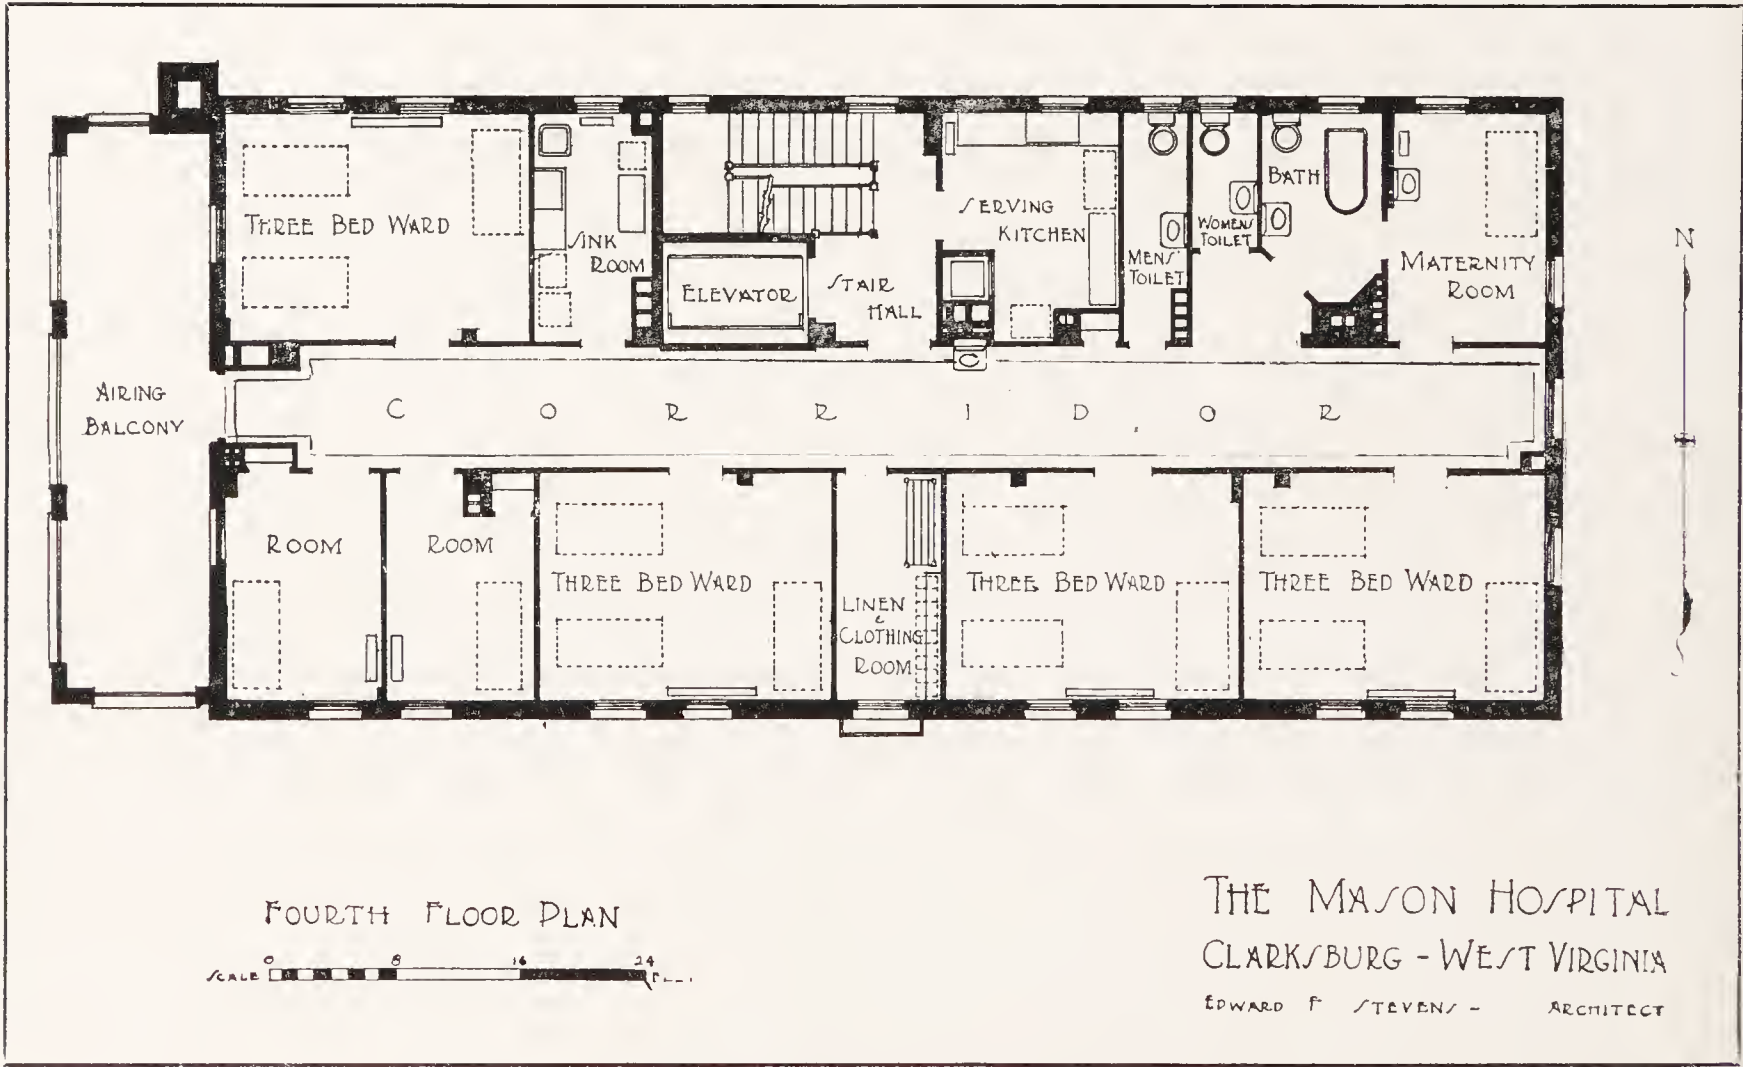 THREE BED WARD
SINK
ROOM
ELEVATOR
STAIR
HALL
SERVING
KITCHEN
MENS'
TOILET
WOMENS
TOILET
BATH
MATERNITY
ROOM
N
AIRING
BALCONY
CORRIDOR
ROOM
ROOM
THREE BED WARD
LINEN
&
CLOTHING
ROOM
THREE BED WARD
THREE BED WARD
S
FOURTH FLOOR PLAN
0 8 16 24
SCALE
THE MASON HOSPITAL
CLARKSBURG - WEST VIRGINIA
EDWARD F STEVENS - ARCHITECT